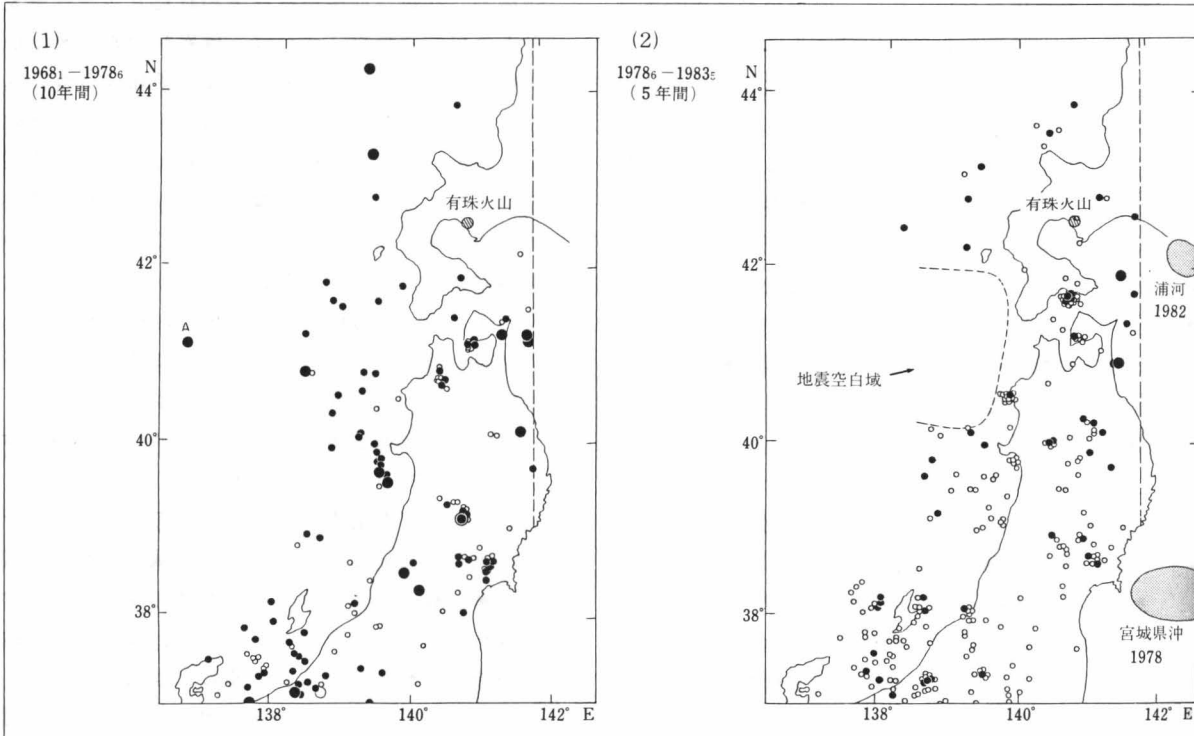 (1)
1968₁－1978₆
(10年間)
N
44°
42°
40°
38°
138°
140°
142°
E
有珠火山
A
(2)
1978₆－1983₅
(5年間)
N
44°
42°
40°
38°
138°
140°
142°
E
有珠火山
浦河
1982
地震空白域
宮城県沖
1978